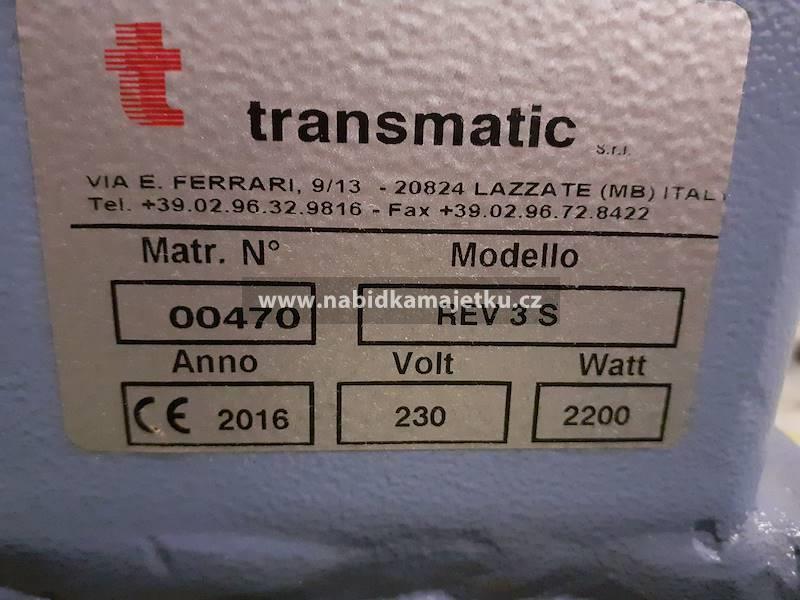 t
transmatic s.r.l.
VIA E. FERRARI, 9/13 - 20824 LAZZATE (MB) ITALY
Tel. +39.02.96.32.9816 - Fax +39.02.96.72.8422
Matr. N° Modello
00470 REV 3 S
www.nabidkamajetku.cz
Anno Volt Watt
CE 2016 230 2200